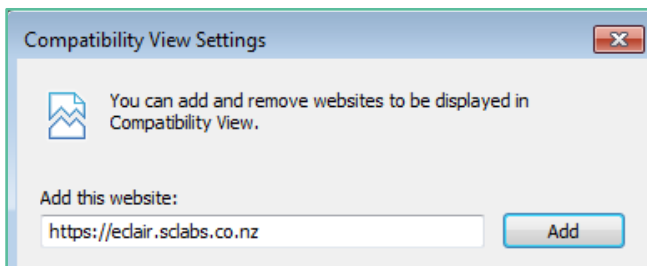 Compatibility View Settings
You can add and remove websites to be displayed in
Compatibility View.
Add this website:
https://eclair.sclabs.co.nz
Add